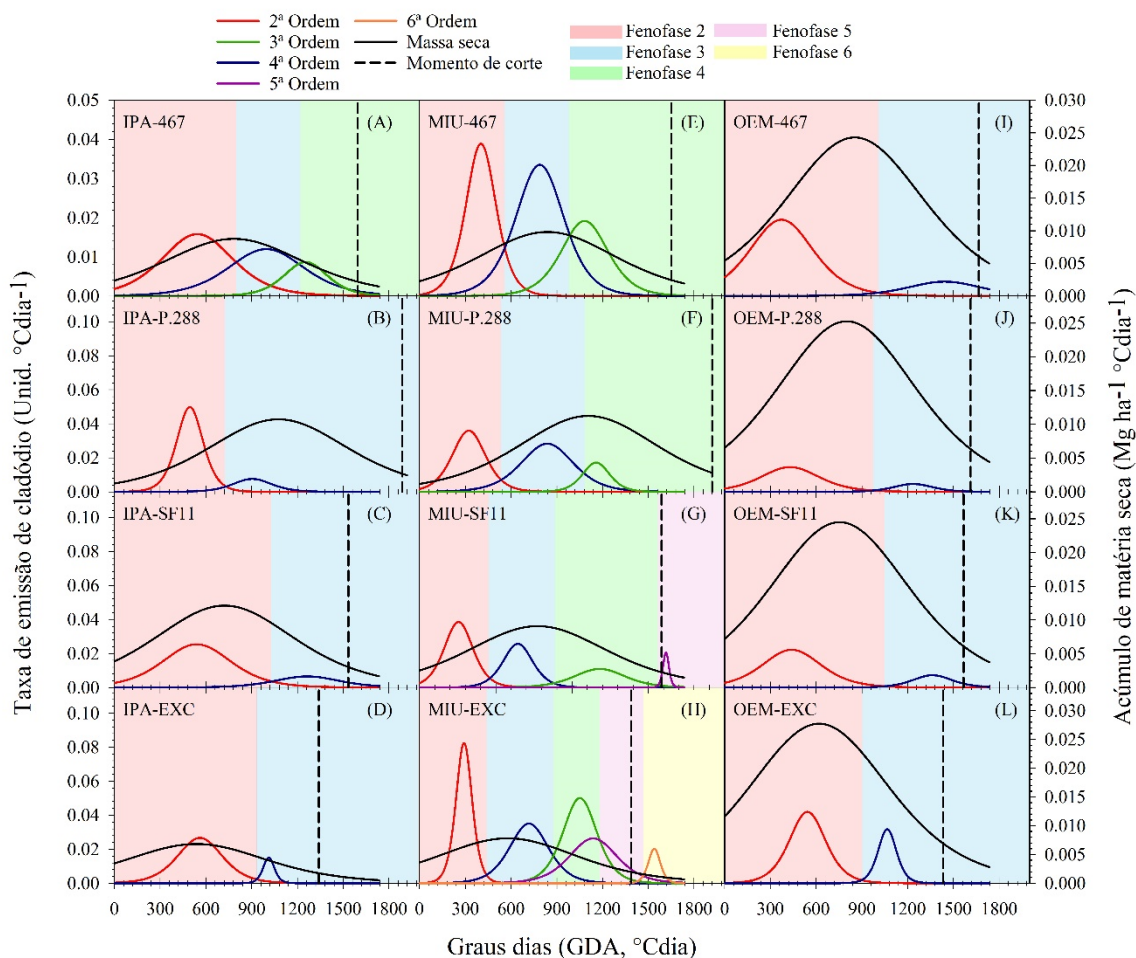 2ª Ordem
3ª Ordem
4ª Ordem
5ª Ordem
6ª Ordem
Massa seca
Momento de corte
Fenofase 2
Fenofase 3
Fenofase 4
Fenofase 5
Fenofase 6
Taxa de emissão de cladódio (Unid. °Cdia⁻¹)
0.05
0.04
0.03
0.02
0.01
0.00
IPA-467 (A)
MIU-467 (E)
OEM-467 (I)
0.030
0.025
0.020
0.015
0.010
0.005
0.000
0.10
0.08
0.06
0.04
0.02
0.00
IPA-P.288 (B)
MIU-P.288 (F)
OEM-P.288 (J)
0.025
0.020
0.015
0.010
0.005
0.000
0.10
0.08
0.06
0.04
0.02
0.00
IPA-SF11 (C)
MIU-SF11 (G)
OEM-SF11 (K)
0.025
0.020
0.015
0.010
0.005
0.000
0.10
0.08
0.06
0.04
0.02
0.00
IPA-EXC (D)
MIU-EXC (H)
OEM-EXC (L)
0.030
0.025
0.020
0.015
0.010
0.005
0.000
Acúmulo de matéria seca (Mg ha⁻¹ °Cdia⁻¹)
0 300 600 900 1200 1500 1800
0 300 600 900 1200 1500 1800
0 300 600 900 1200 1500 1800
Graus dias (GDA, °Cdia)